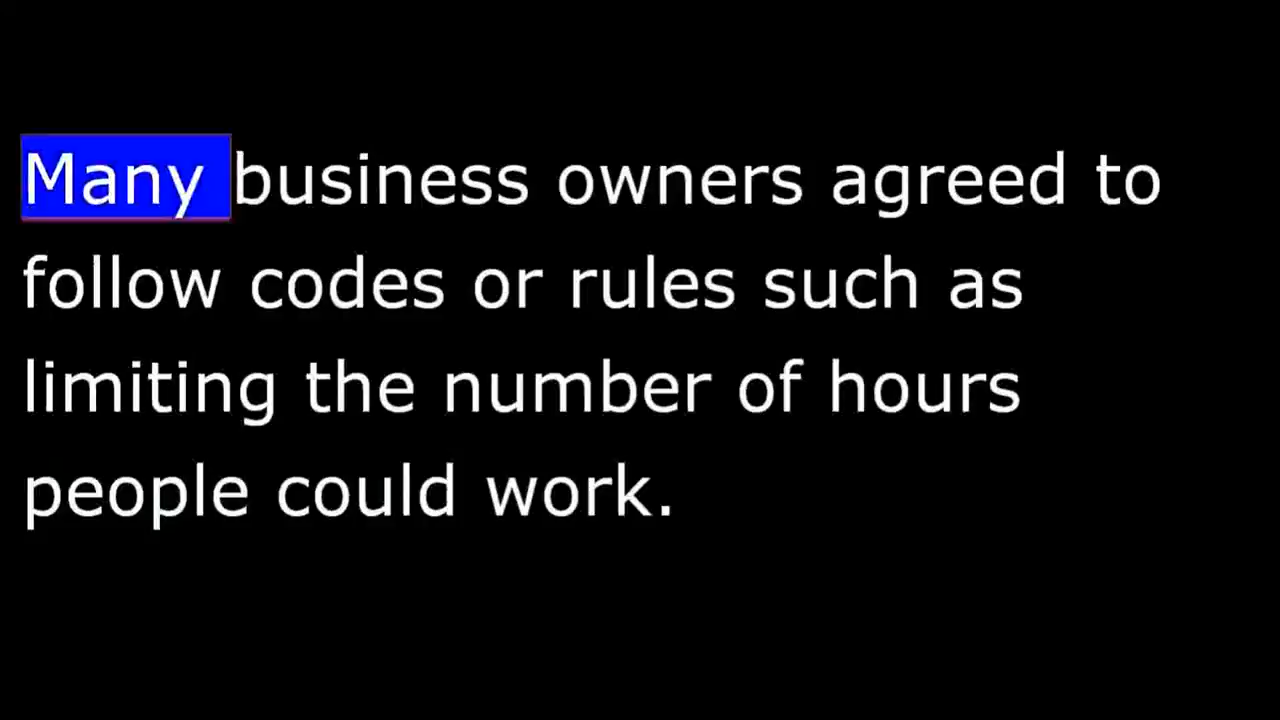 Many business owners agreed to
follow codes or rules such as
limiting the number of hours
people could work.